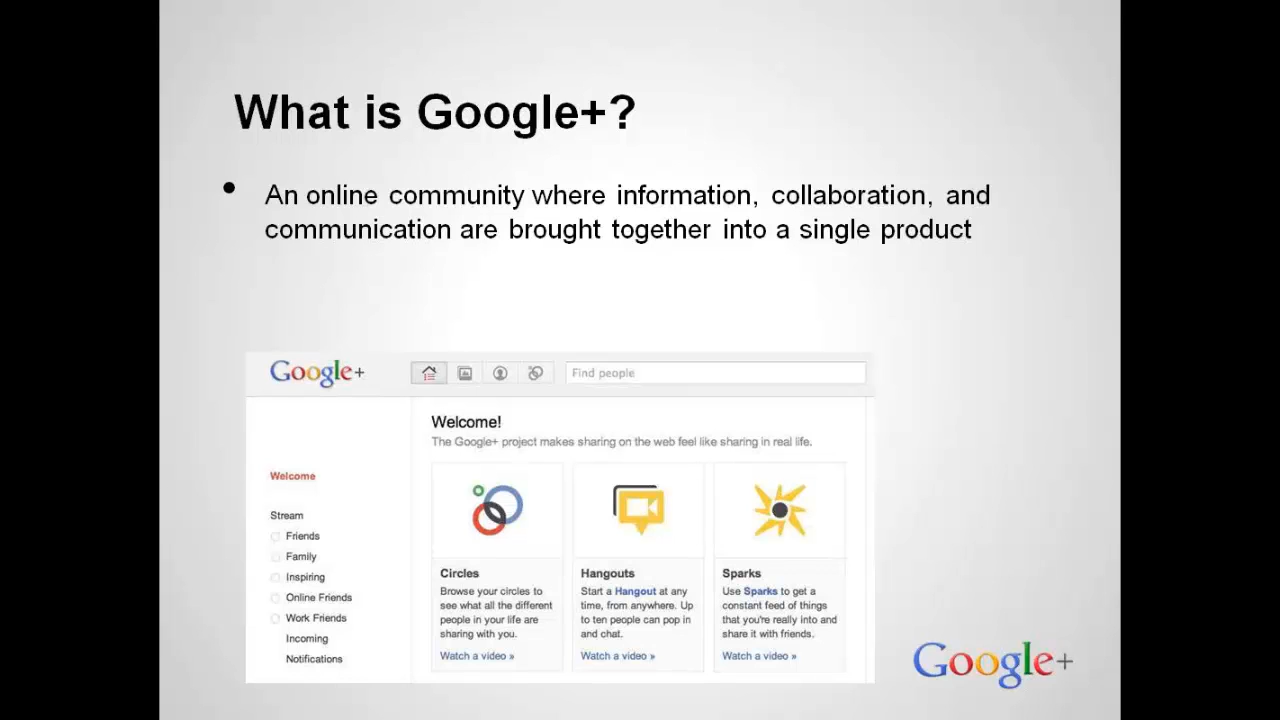 What is Google+?
• An online community where information, collaboration, and
communication are brought together into a single product
Google+
Find people
Welcome!
The Google+ project makes sharing on the web feel like sharing in real life.
Welcome
Stream
Friends
Family
Inspiring
Online Friends
Work Friends
Incoming
Notifications
Circles
Browse your circles to
see what all the different
people in your life are
sharing with you.
Watch a video »
Hangouts
Start a Hangout at any
time, from anywhere. Up
to ten people can pop in
and chat.
Watch a video »
Sparks
Use Sparks to get a
constant feed of things
that you're really into and
share it with friends.
Watch a video »
Google+